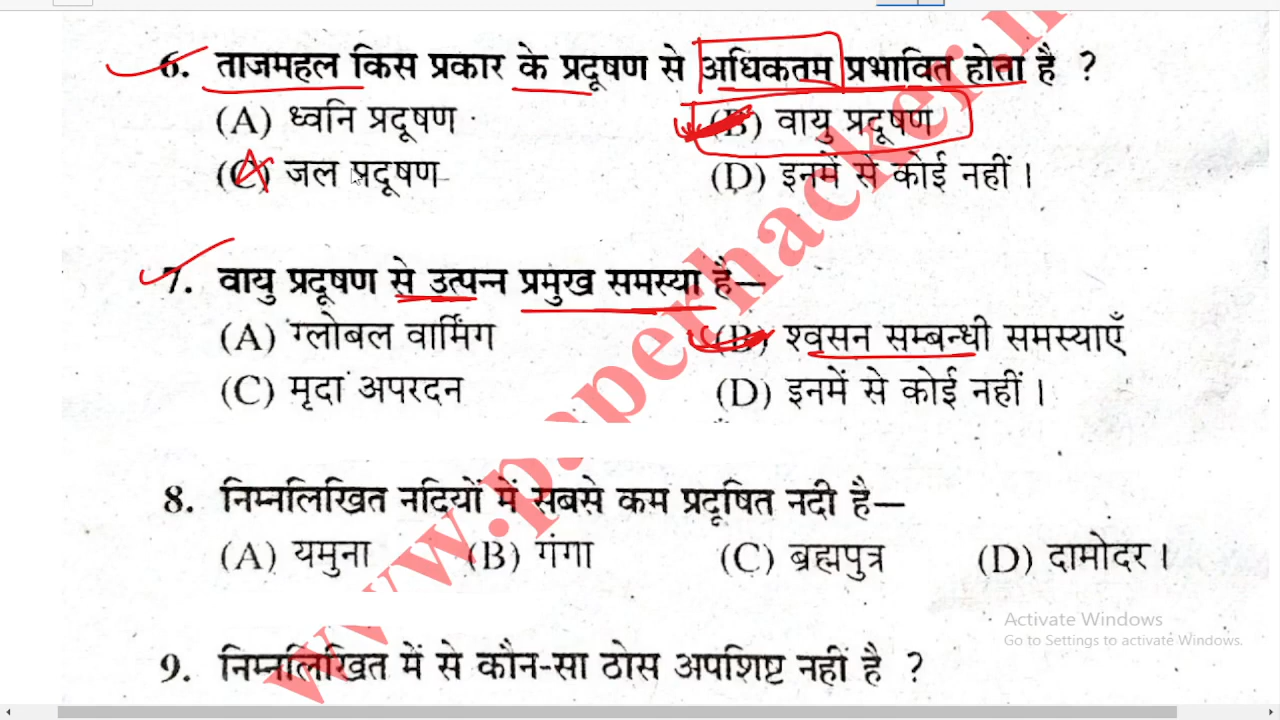 6. ताजमहल किस प्रकार के प्रदूषण से अधिकतम प्रभावित होता है ?
(A) ध्वनि प्रदूषण (B) वायु प्रदूषण
(C) जल प्रदूषण (D) इनमें से कोई नहीं ।
7. वायु प्रदूषण से उत्पन्न प्रमुख समस्या है—
(A) ग्लोबल वार्मिंग (B) श्वसन सम्बन्धी समस्याएँ
(C) मृदा अपरदन (D) इनमें से कोई नहीं ।
8. निम्नलिखित नदियों में सबसे कम प्रदूषित नदी है—
(A) यमुना (B) गंगा (C) ब्रह्मपुत्र (D) दामोदर ।
Activate Windows
Go to Settings to activate Windows.
9. निम्नलिखित में से कौन-सा ठोस अपशिष्ट नहीं है ?